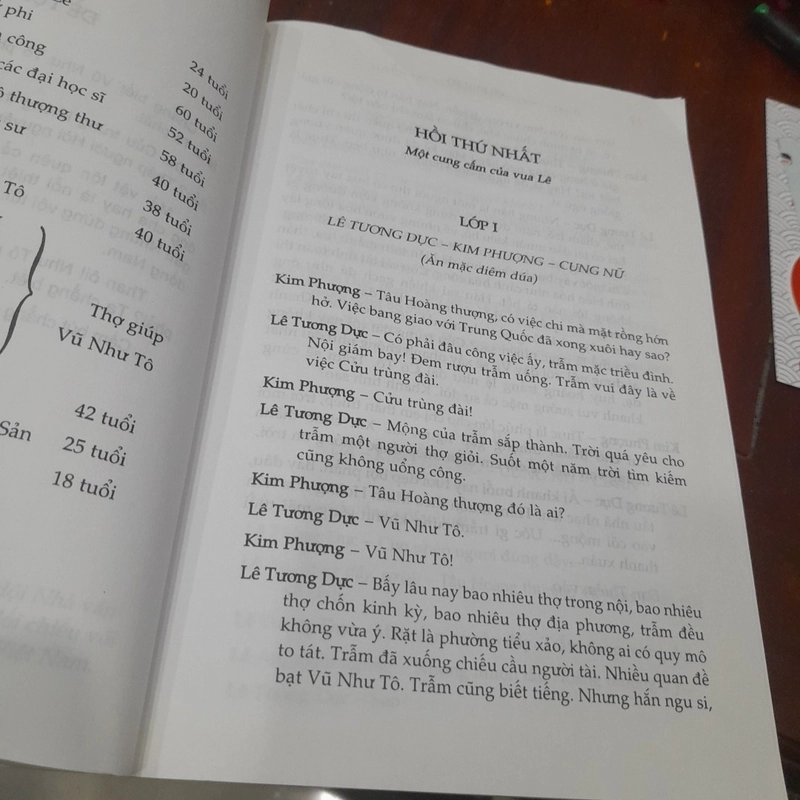 phi
công
các đại học sĩ
thượng thư
sư
Tô
24 tuổi
20 tuổi
60 tuổi
52 tuổi
58 tuổi
40 tuổi
38 tuổi
40 tuổi
Thợ giúp
Vũ Như Tô
42 tuổi
Sản 25 tuổi
18 tuổi
HỒI THỨ NHẤT
Một cung cấm của vua Lê
LỚP I
LÊ TƯƠNG DỰC – KIM PHƯỢNG – CUNG NỮ
(Ăn mặc diêm dúa)
Kim Phượng – Tâu Hoàng thượng, có việc chi mà mặt rồng hớn
hở. Việc bang giao với Trung Quốc đã xong xuôi hay sao?
Lê Tương Dực – Có phải đâu công việc ấy, trẫm mặc triều đình.
Nội giám bay! Đem rượu trẫm uống. Trẫm vui đây là về
việc Cửu trùng đài.
Kim Phượng – Cửu trùng đài!
Lê Tương Dực – Mộng của trẫm sắp thành. Trời quá yêu cho
trẫm một người thợ giỏi. Suốt một năm trời tìm kiếm
cũng không uổng công.
Kim Phượng – Tâu Hoàng thượng đó là ai?
Lê Tương Dực – Vũ Như Tô.
Kim Phượng – Vũ Như Tô!
Lê Tương Dực – Bấy lâu nay bao nhiêu thợ trong nội, bao nhiêu
thợ chốn kinh kỳ, bao nhiêu thợ địa phương, trẫm đều
không vừa ý. Rặt là phường tiểu xảo, không ai có quy mô
to tát. Trẫm đã xuống chiếu cầu người tài. Nhiều quan đề
bạt Vũ Như Tô. Trẫm cũng biết tiếng. Nhưng hắn ngu si,